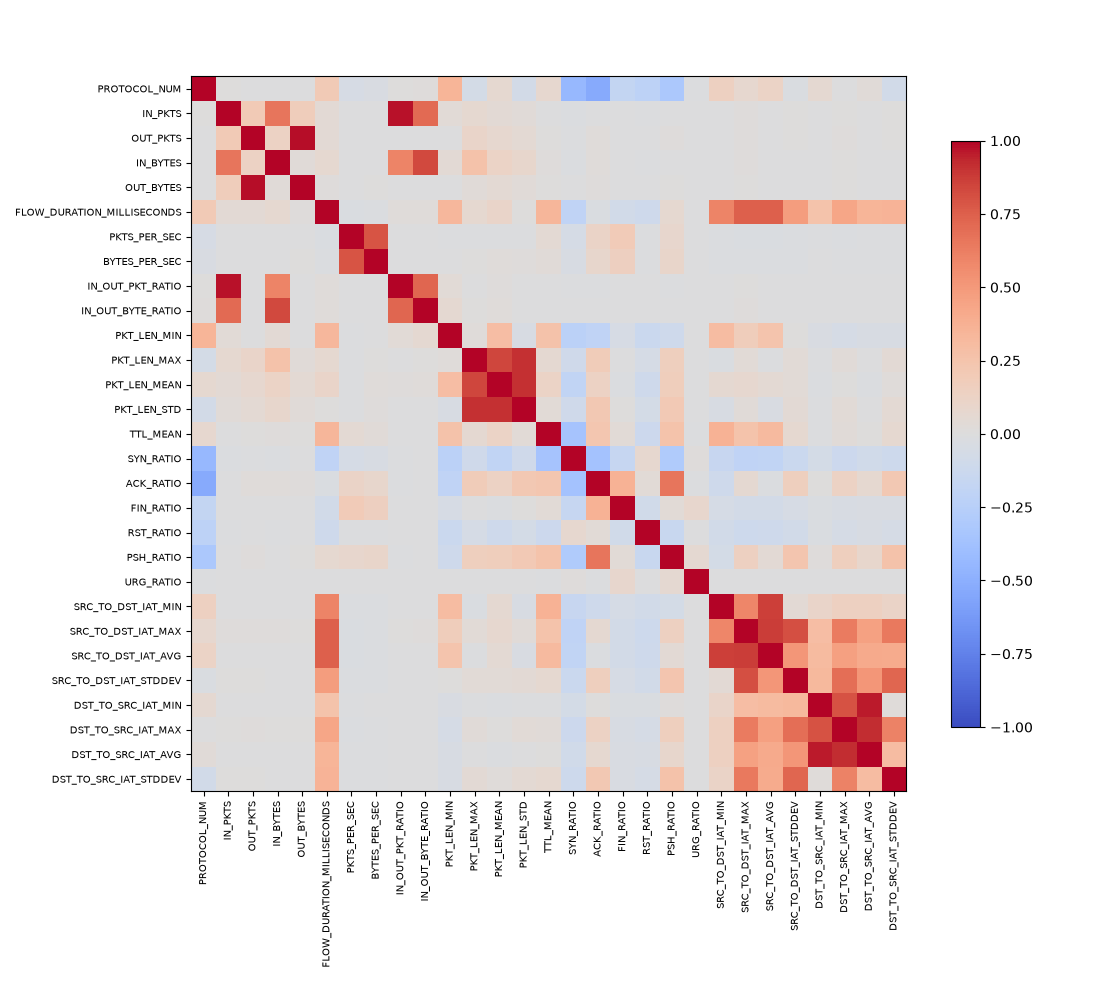 PROTOCOL_NUM
IN_PKTS
OUT_PKTS
IN_BYTES
OUT_BYTES
FLOW_DURATION_MILLISECONDS
PKTS_PER_SEC
BYTES_PER_SEC
IN_OUT_PKT_RATIO
IN_OUT_BYTE_RATIO
PKT_LEN_MIN
PKT_LEN_MAX
PKT_LEN_MEAN
PKT_LEN_STD
TTL_MEAN
SYN_RATIO
ACK_RATIO
FIN_RATIO
RST_RATIO
PSH_RATIO
URG_RATIO
SRC_TO_DST_IAT_MIN
SRC_TO_DST_IAT_MAX
SRC_TO_DST_IAT_AVG
SRC_TO_DST_IAT_STDDEV
DST_TO_SRC_IAT_MIN
DST_TO_SRC_IAT_MAX
DST_TO_SRC_IAT_AVG
DST_TO_SRC_IAT_STDDEV
PROTOCOL_NUM
IN_PKTS
OUT_PKTS
IN_BYTES
OUT_BYTES
FLOW_DURATION_MILLISECONDS
PKTS_PER_SEC
BYTES_PER_SEC
IN_OUT_PKT_RATIO
IN_OUT_BYTE_RATIO
PKT_LEN_MIN
PKT_LEN_MAX
PKT_LEN_MEAN
PKT_LEN_STD
TTL_MEAN
SYN_RATIO
ACK_RATIO
FIN_RATIO
RST_RATIO
PSH_RATIO
URG_RATIO
SRC_TO_DST_IAT_MIN
SRC_TO_DST_IAT_MAX
SRC_TO_DST_IAT_AVG
SRC_TO_DST_IAT_STDDEV
DST_TO_SRC_IAT_MIN
DST_TO_SRC_IAT_MAX
DST_TO_SRC_IAT_AVG
DST_TO_SRC_IAT_STDDEV
1.00
0.75
0.50
0.25
0.00
−0.25
−0.50
−0.75
−1.00